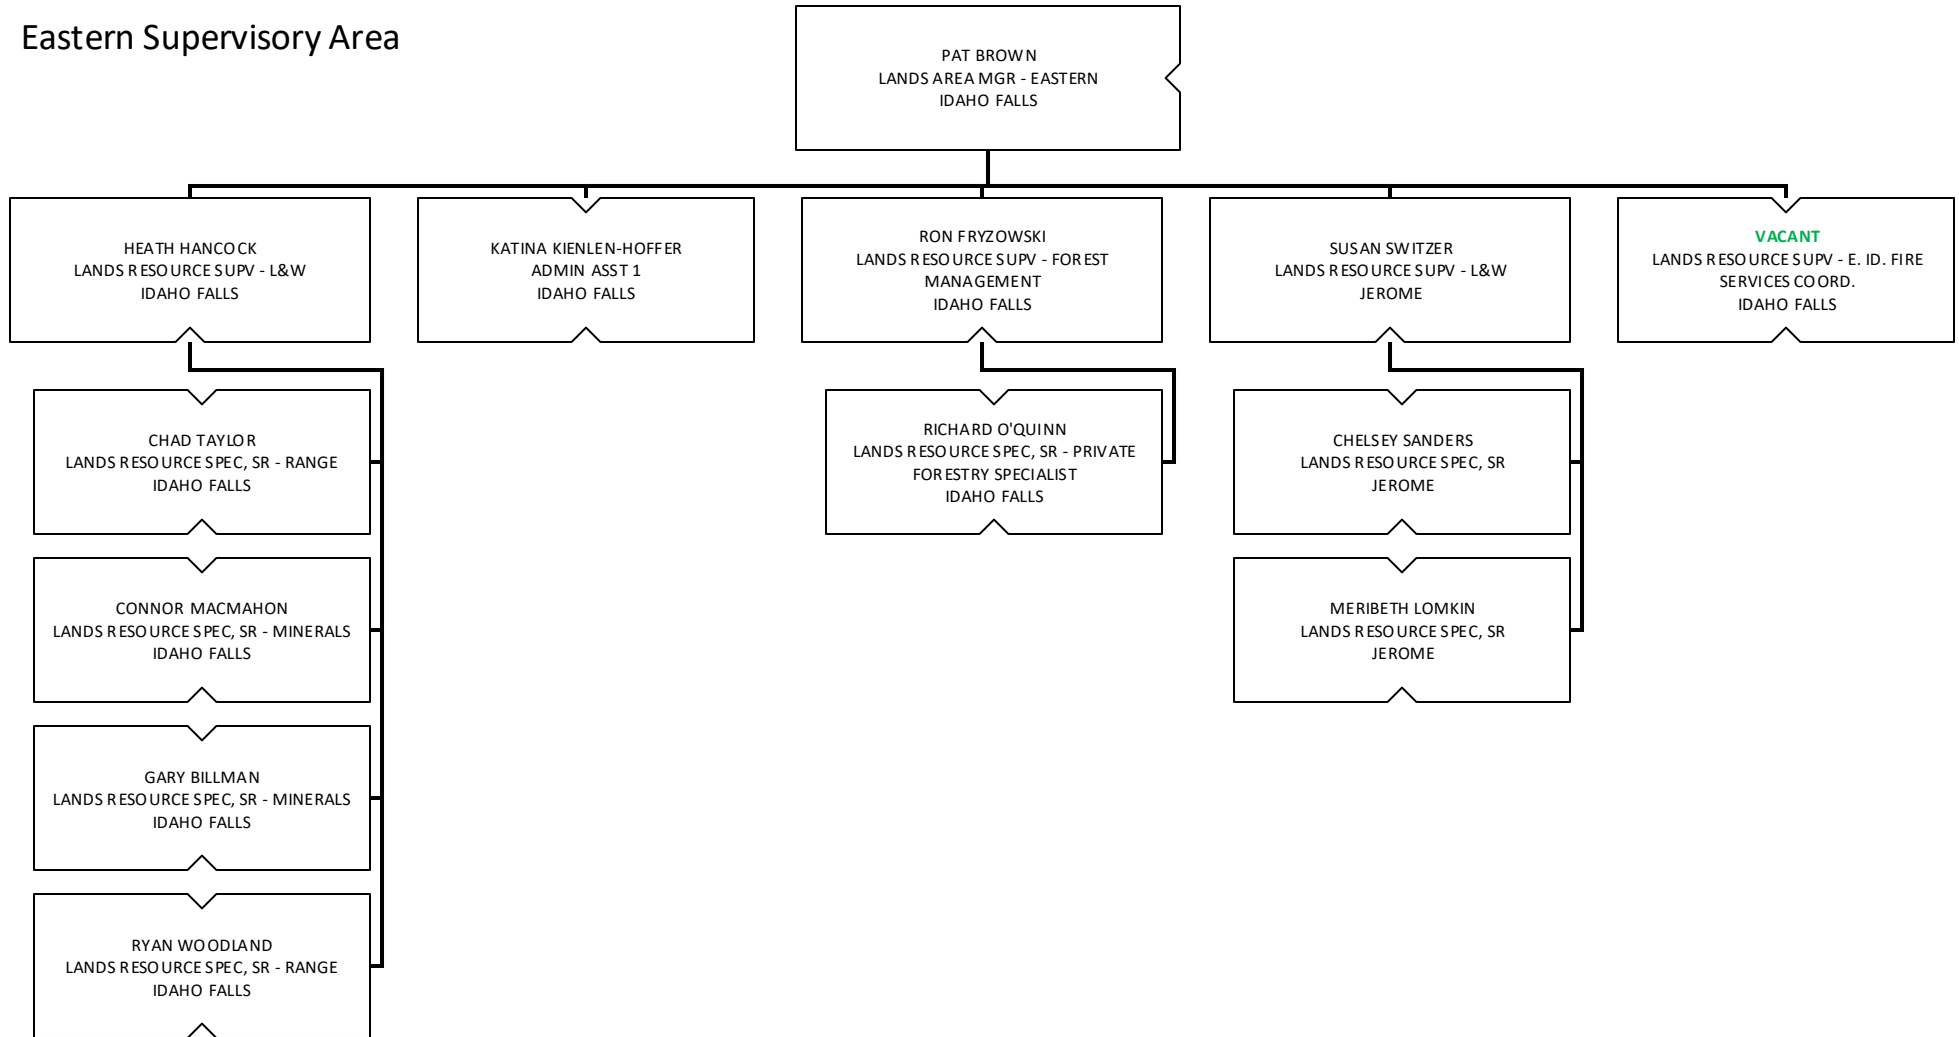 Eastern Supervisory Area
PAT BROWN
LANDS AREA MGR - EASTERN
IDAHO FALLS
HEATH HANCOCK
LANDS RESOURCE SUPV - L&W
IDAHO FALLS
KATINA KIENLEN-HOFFER
ADMIN ASST 1
IDAHO FALLS
RON FRYZOWSKI
LANDS RESOURCE SUPV - FOREST
MANAGEMENT
IDAHO FALLS
SUSAN SWITZER
LANDS RESOURCE SUPV - L&W
JEROME
VACANT
LANDS RESOURCE SUPV - E. ID. FIRE
SERVICES COORD.
IDAHO FALLS
CHAD TAYLOR
LANDS RESOURCE SPEC, SR - RANGE
IDAHO FALLS
RICHARD O'QUINN
LANDS RESOURCE SPEC, SR - PRIVATE
FORESTRY SPECIALIST
IDAHO FALLS
CHELSEY SANDERS
LANDS RESOURCE SPEC, SR
JEROME
CONNOR MACMAHON
LANDS RESOURCE SPEC, SR - MINERALS
IDAHO FALLS
MERIBETH LOMKIN
LANDS RESOURCE SPEC, SR
JEROME
GARY BILLMAN
LANDS RESOURCE SPEC, SR - MINERALS
IDAHO FALLS
RYAN WOODLAND
LANDS RESOURCE SPEC, SR - RANGE
IDAHO FALLS